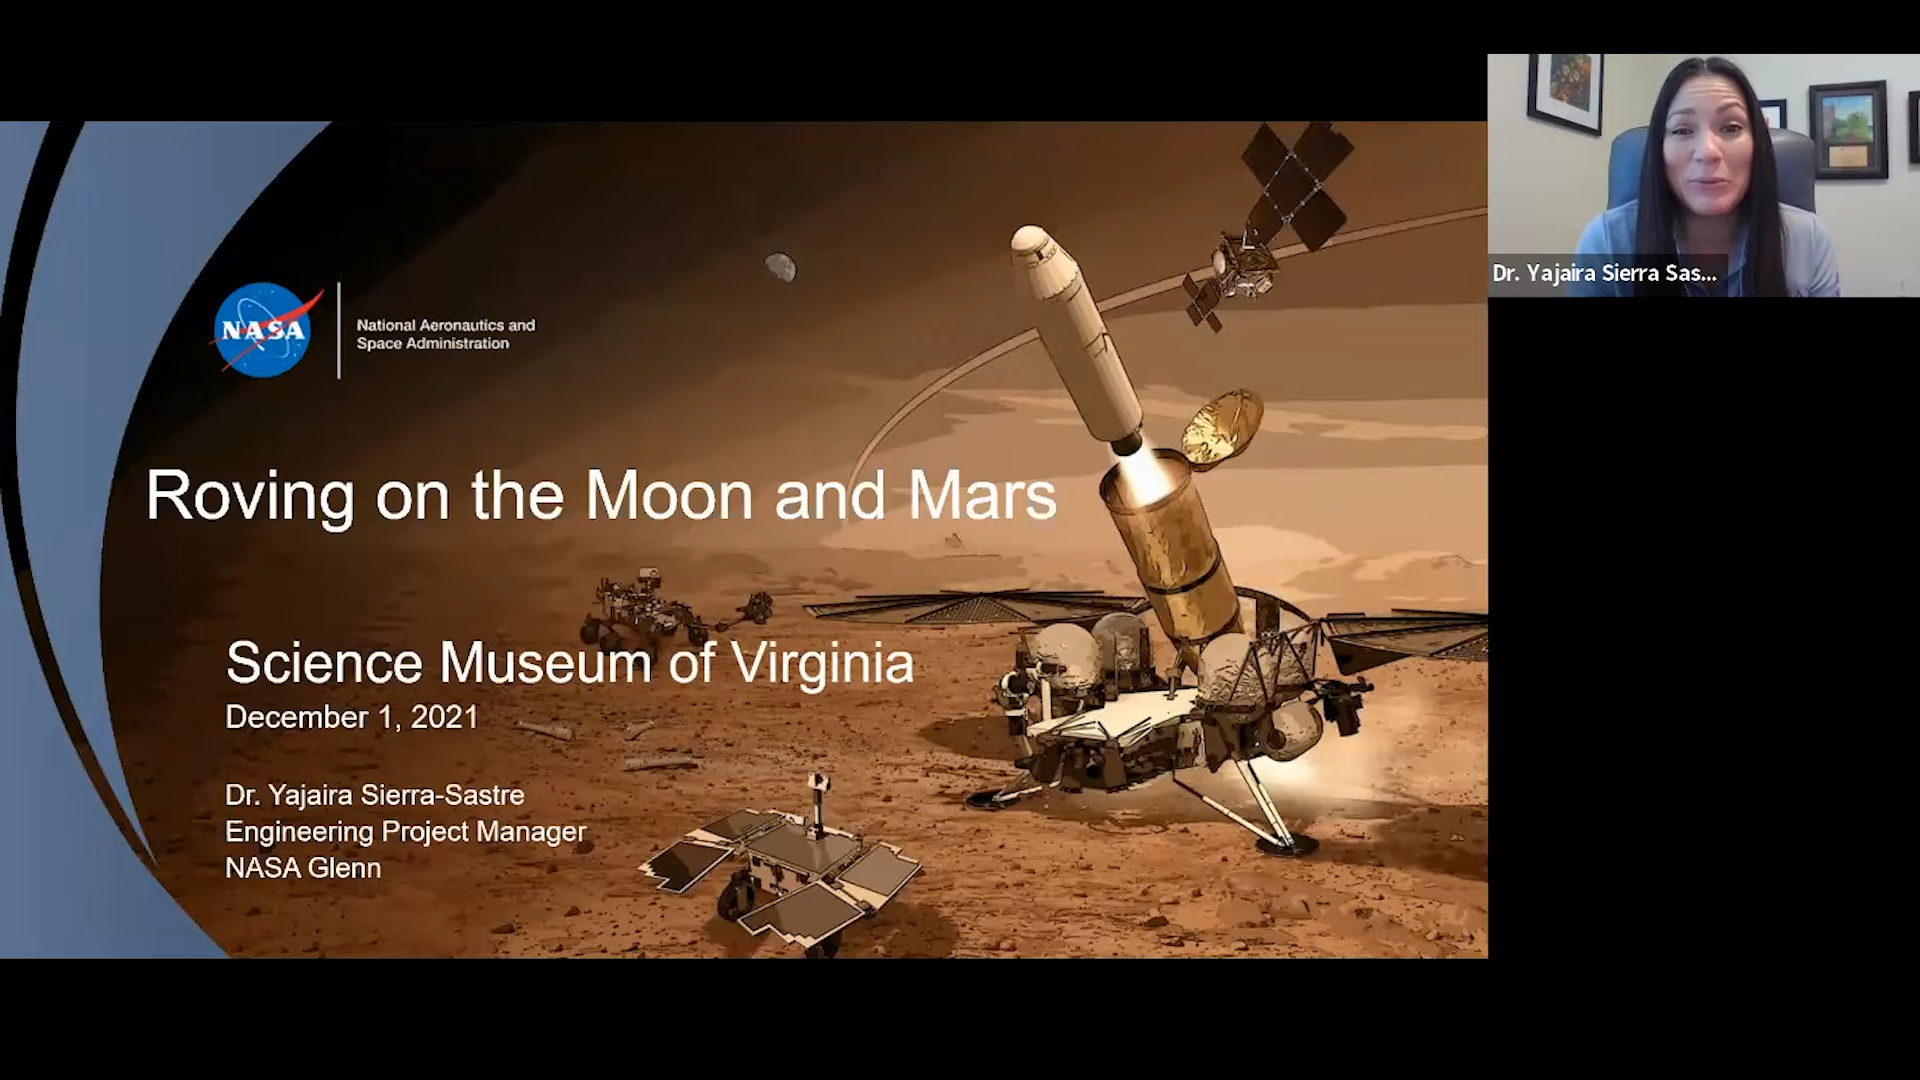 NASA
National Aeronautics and
Space Administration
Roving on the Moon and Mars
Science Museum of Virginia
December 1, 2021
Dr. Yajaira Sierra-Sastre
Engineering Project Manager
NASA Glenn
Dr. Yajaira Sierra Sas...